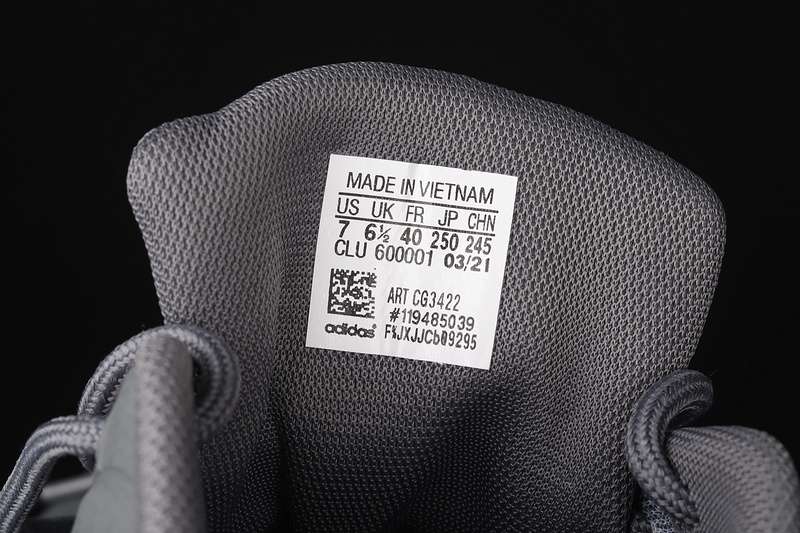 MADE IN VIETNAM
US UK FR JP CHN
7 6½ 40 250 245
CLU 600001 03/21
ART CG3422
#119485039
adidas®